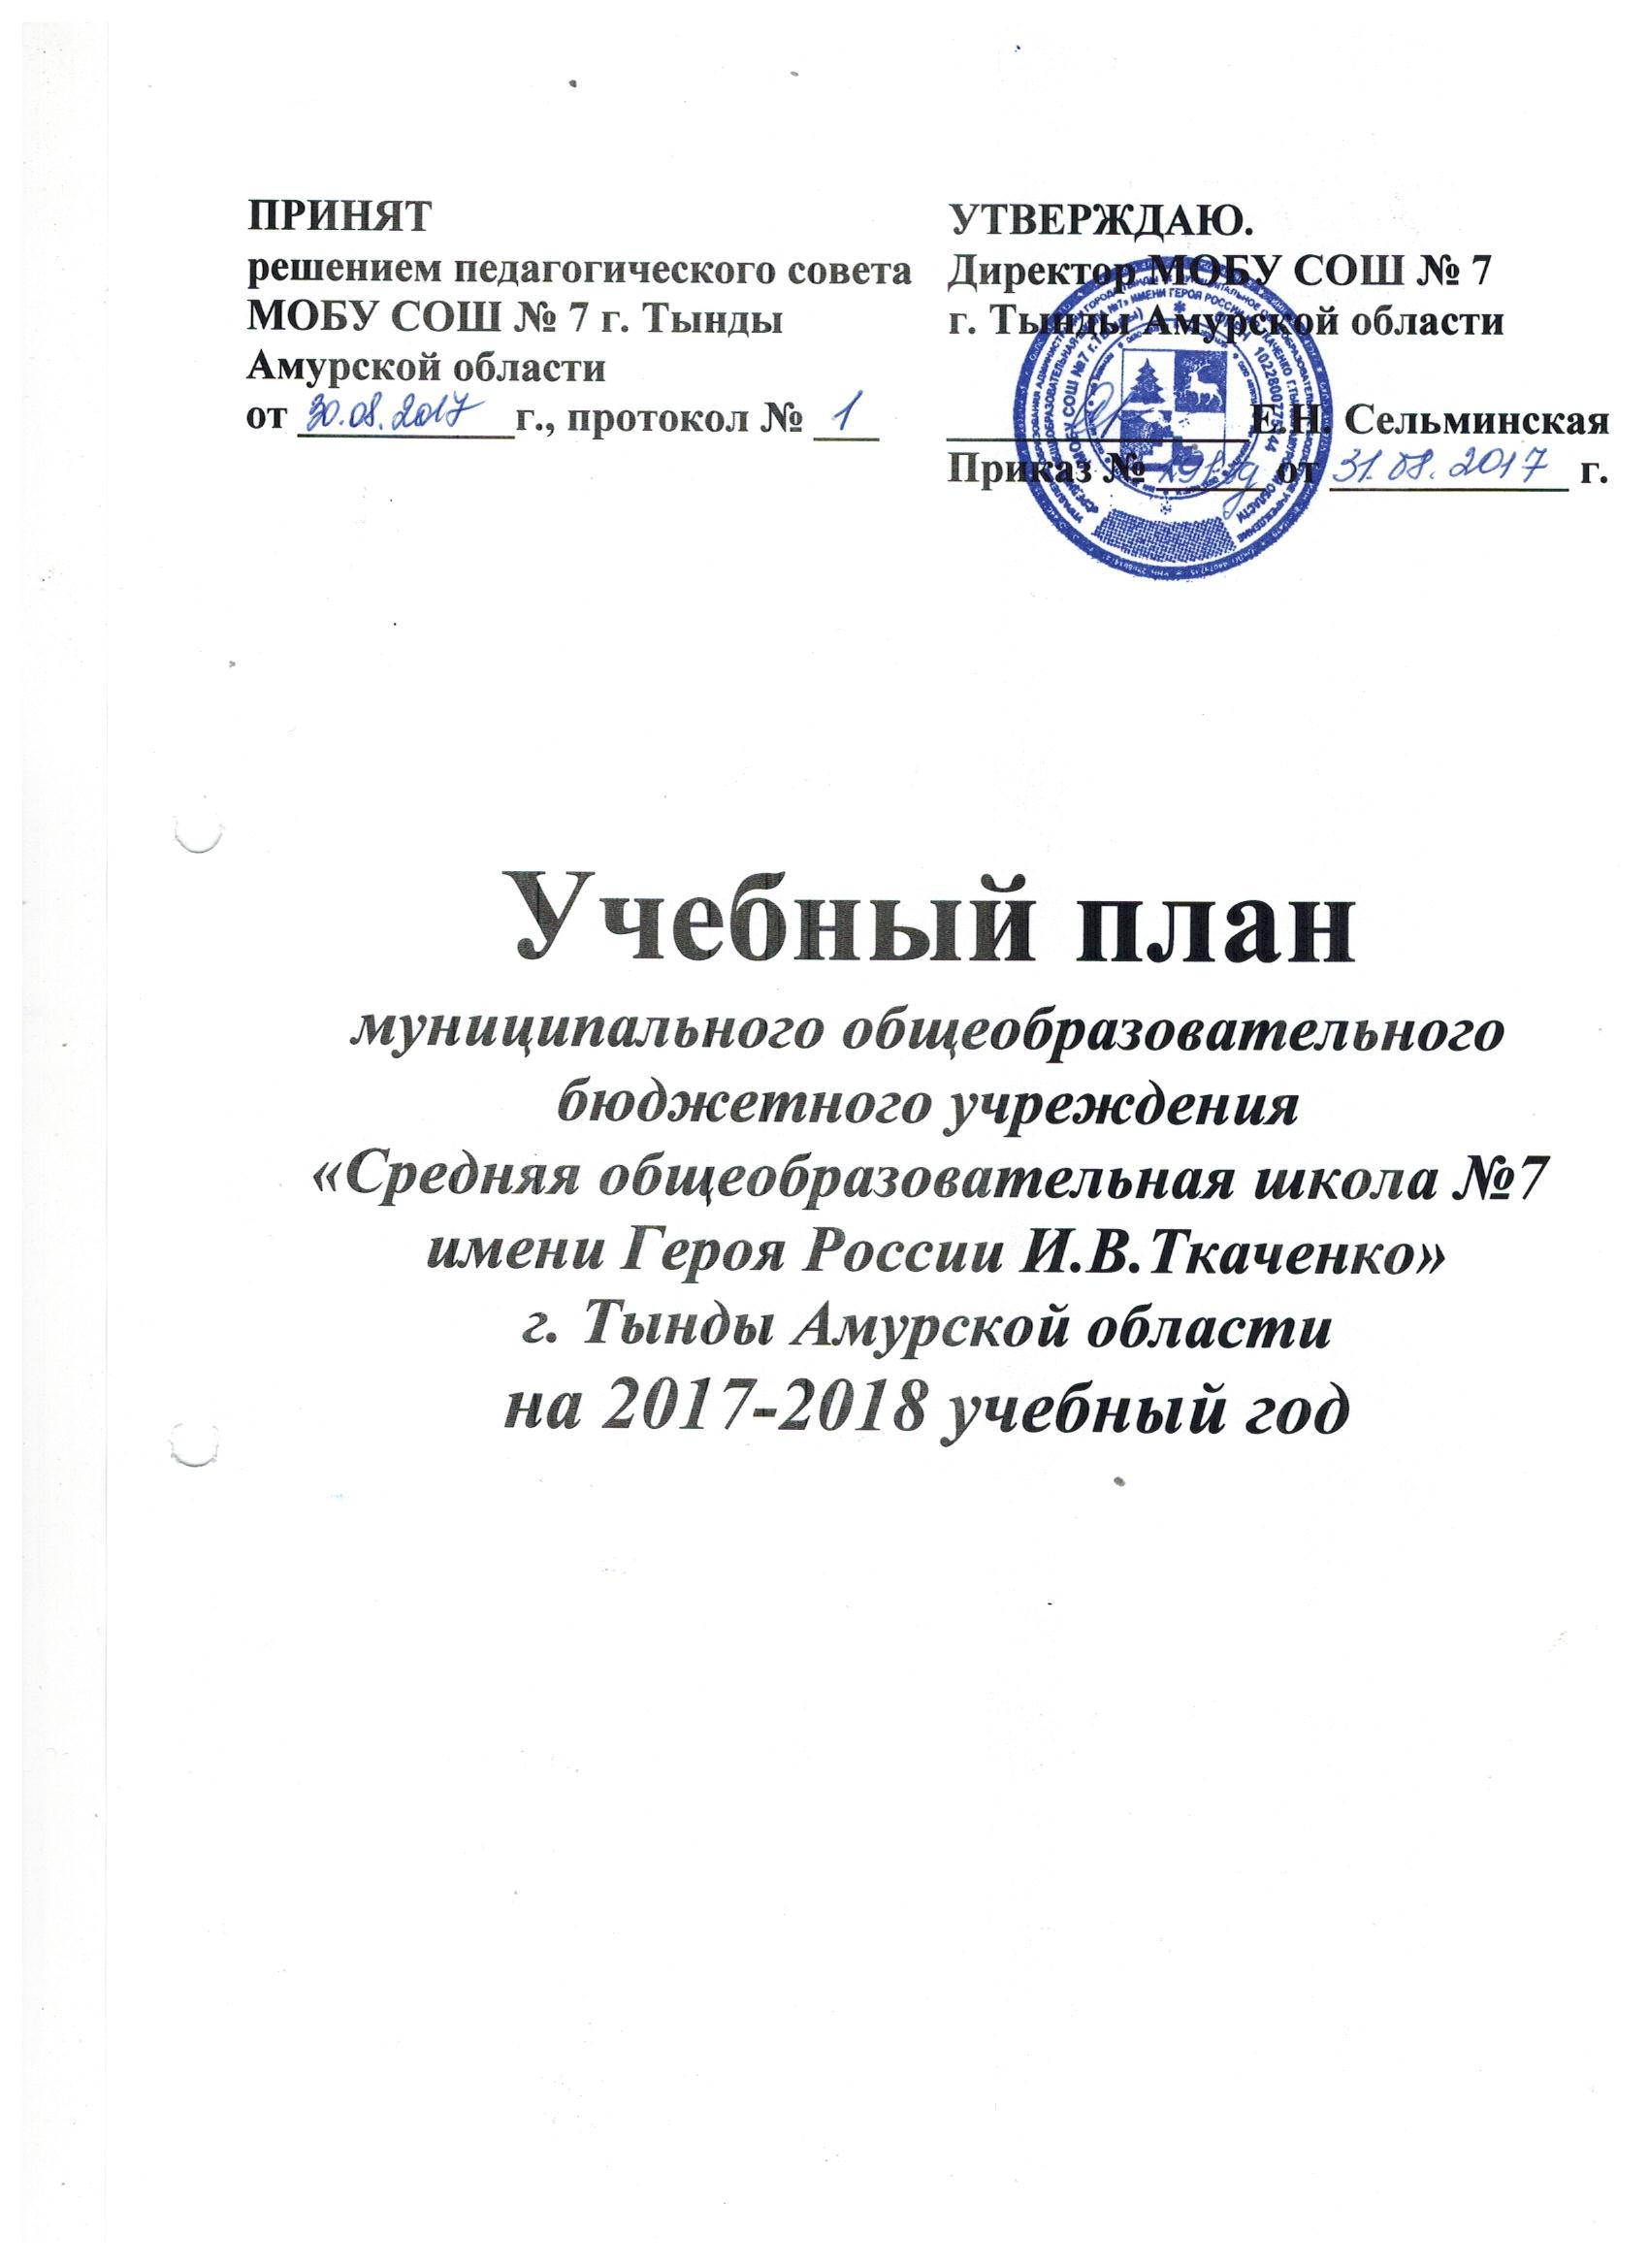 ПРИНЯТ
решением педагогического совета
МОБУ СОШ № 7 г. Тынды
Амурской области
от 30.08.2017 г., протокол № 1
УТВЕРЖДАЮ.
Директор МОБУ СОШ № 7
г. Тынды Амурской области
Е.Н. Сельминская
Приказ № от 31.08.2017 г.
Учебный план
муниципального общеобразовательного
бюджетного учреждения
«Средняя общеобразовательная школа №7
имени Героя России И.В.Ткаченко»
г. Тынды Амурской области
на 2017-2018 учебный год